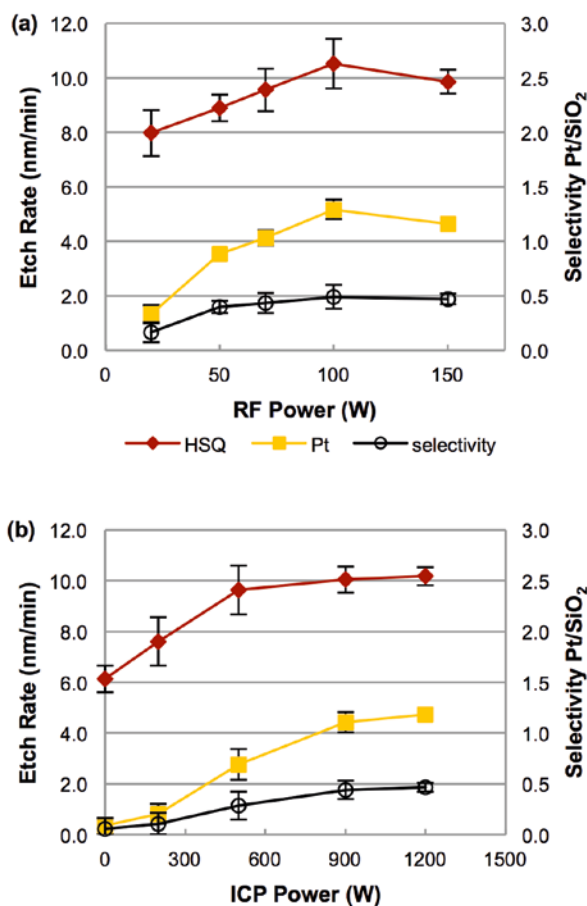 (a)
12.0
10.0
8.0
6.0
4.0
2.0
0.0
Etch Rate (nm/min)
3.0
2.5
2.0
1.5
1.0
0.5
0.0
Selectivity Pt/SiO₂
0 50 100 150
RF Power (W)
HSQ Pt selectivity
(b)
12.0
10.0
8.0
6.0
4.0
2.0
0.0
Etch Rate (nm/min)
3.0
2.5
2.0
1.5
1.0
0.5
0.0
Selectivity Pt/SiO₂
0 300 600 900 1200 1500
ICP Power (W)